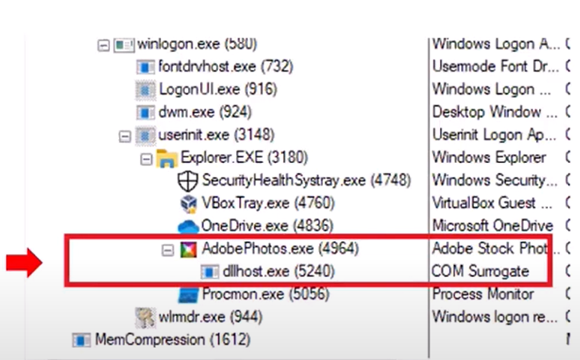 winlogon.exe (580) Windows Logon A...
fontdrvhost.exe (732) Usermode Font Dr...
LogonUI.exe (916) Windows Logon ...
dwm.exe (924) Desktop Window ...
userinit.exe (3148) Userinit Logon Ap...
Explorer.EXE (3180) Windows Explorer
SecurityHealthSystray.exe (4748) Windows Security...
VBoxTray.exe (4760) VirtualBox Guest ...
OneDrive.exe (4836) Microsoft OneDrive
AdobePhotos.exe (4964) Adobe Stock Phot...
dllhost.exe (5240) COM Surrogate
Procmon.exe (5056) Process Monitor
wlrmdr.exe (944) Windows logon re...
MemCompression (1612)